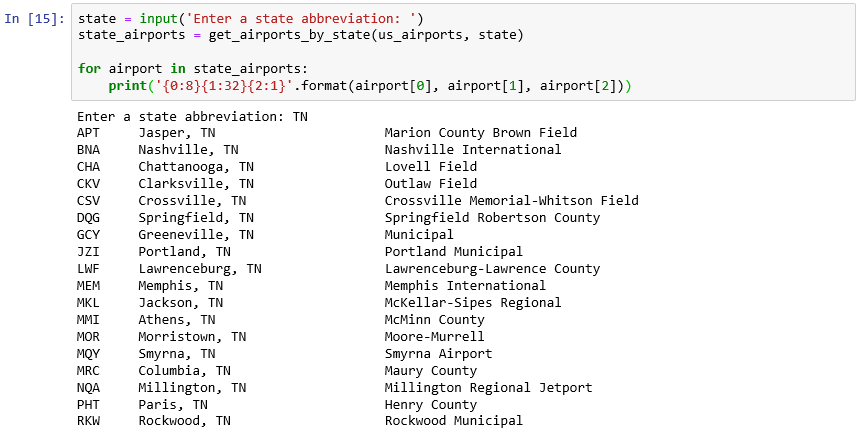 In [15]: state = input('Enter a state abbreviation: ')
state_airports = get_airports_by_state(us_airports, state)
for airport in state_airports:
    print('{0:8}{1:32}{2:1}'.format(airport[0], airport[1], airport[2]))
Enter a state abbreviation: TN
APT     Jasper, TN                      Marion County Brown Field
BNA     Nashville, TN                   Nashville International
CHA     Chattanooga, TN                 Lovell Field
CKV     Clarksville, TN                 Outlaw Field
CSV     Crossville, TN                  Crossville Memorial-Whitson Field
DQG     Springfield, TN                 Springfield Robertson County
GCY     Greeneville, TN                 Municipal
JZI     Portland, TN                    Portland Municipal
LWF     Lawrenceburg, TN                Lawrenceburg-Lawrence County
MEM     Memphis, TN                     Memphis International
MKL     Jackson, TN                     McKellar-Sipes Regional
MMI     Athens, TN                      McMinn County
MOR     Morristown, TN                  Moore-Murrell
MQY     Smyrna, TN                      Smyrna Airport
MRC     Columbia, TN                    Maury County
NQA     Millington, TN                  Millington Regional Jetport
PHT     Paris, TN                       Henry County
RKW     Rockwood, TN                    Rockwood Municipal